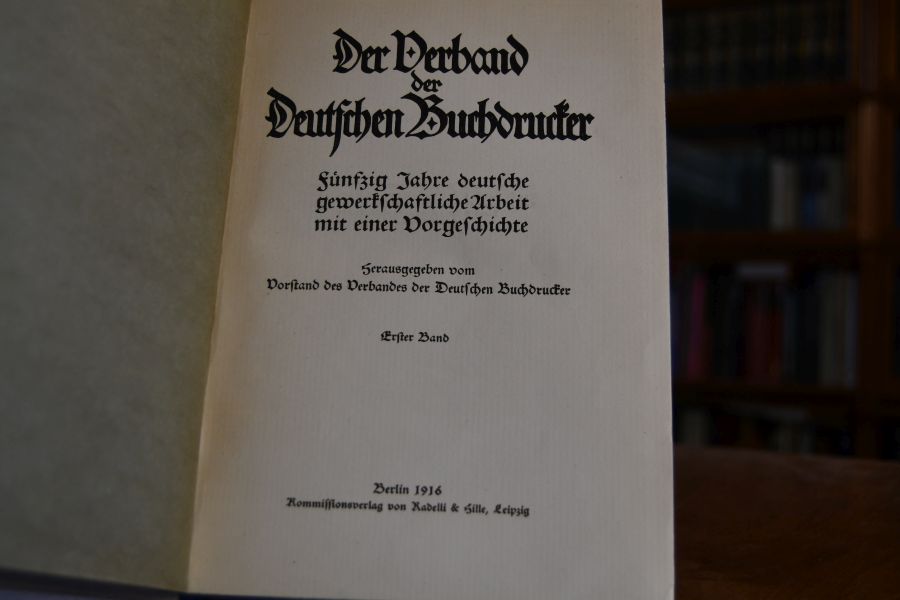 Der Verband
der
Deutſchen Buchdrucker
Fünfzig Jahre deutſche
gewerkſchaftliche Arbeit
mit einer Vorgeſchichte
Herausgegeben vom
Vorſtand des Verbandes der Deutſchen Buchdrucker
Erſter Band
Berlin 1916
Kommiſſionsverlag von Radelli & Hille, Leipzig